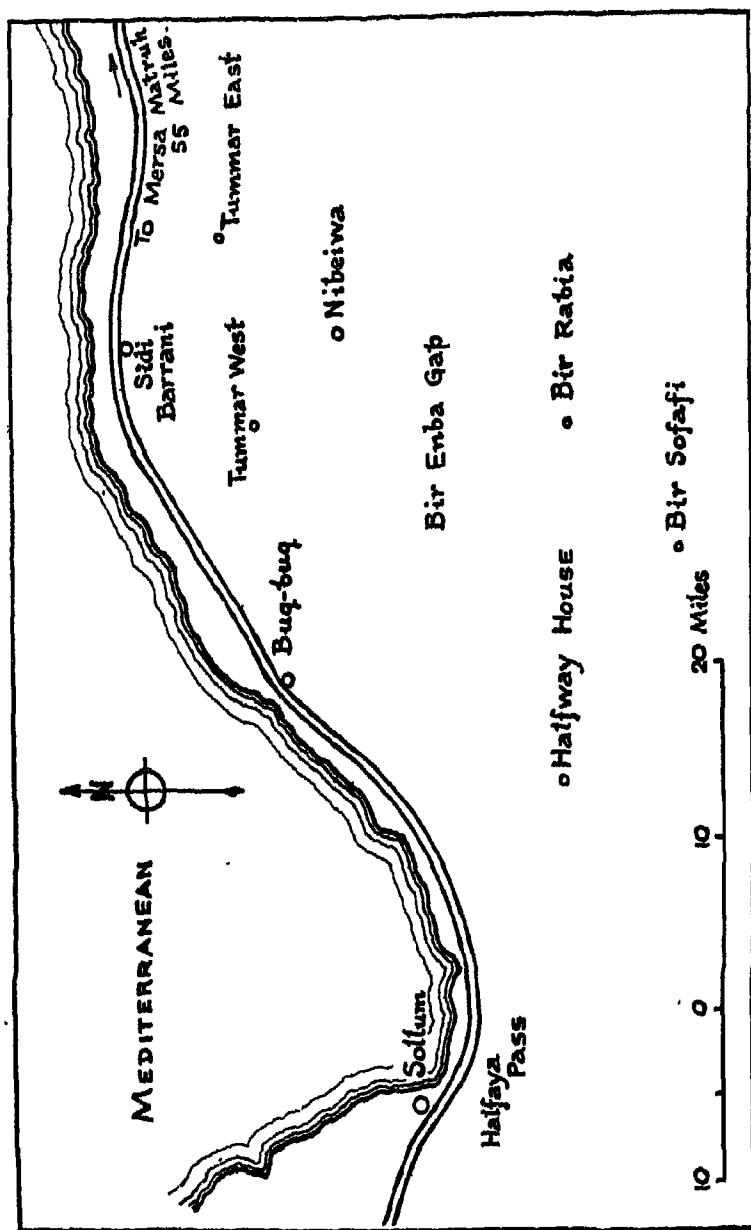 N
MEDITERRANEAN
To Mersa Matruh
55 Miles.
Sidi
Barrani
Tummar East
Tummar West
Buq-buq
Nibeiwa
Sollum
Bir Enba Gap
Halfaya
Pass
Halfway House
Bir Rabia
Bir Sofafi
10 0 10 20 Miles